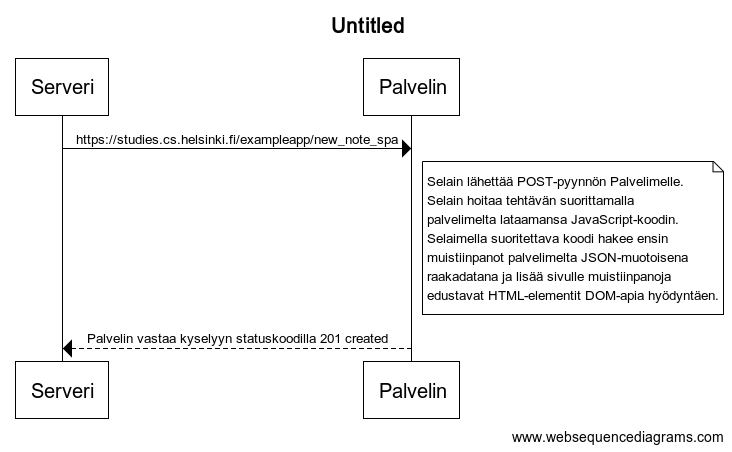 Untitled
Serveri
Palvelin
https://studies.cs.helsinki.fi/exampleapp/new_note_spa
Selain lähettää POST-pyynnön Palvelimelle.
Selain hoitaa tehtävän suorittamalla
palvelimelta lataamansa JavaScript-koodin.
Selaimella suoritettava koodi hakee ensin
muistiinpanot palvelimelta JSON-muotoisena
raakadatana ja lisää sivulle muistiinpanoja
edustavat HTML-elementit DOM-apia hyödyntäen.
Palvelin vastaa kyselyyn statuskoodilla 201 created
Serveri
Palvelin
www.websequencediagrams.com